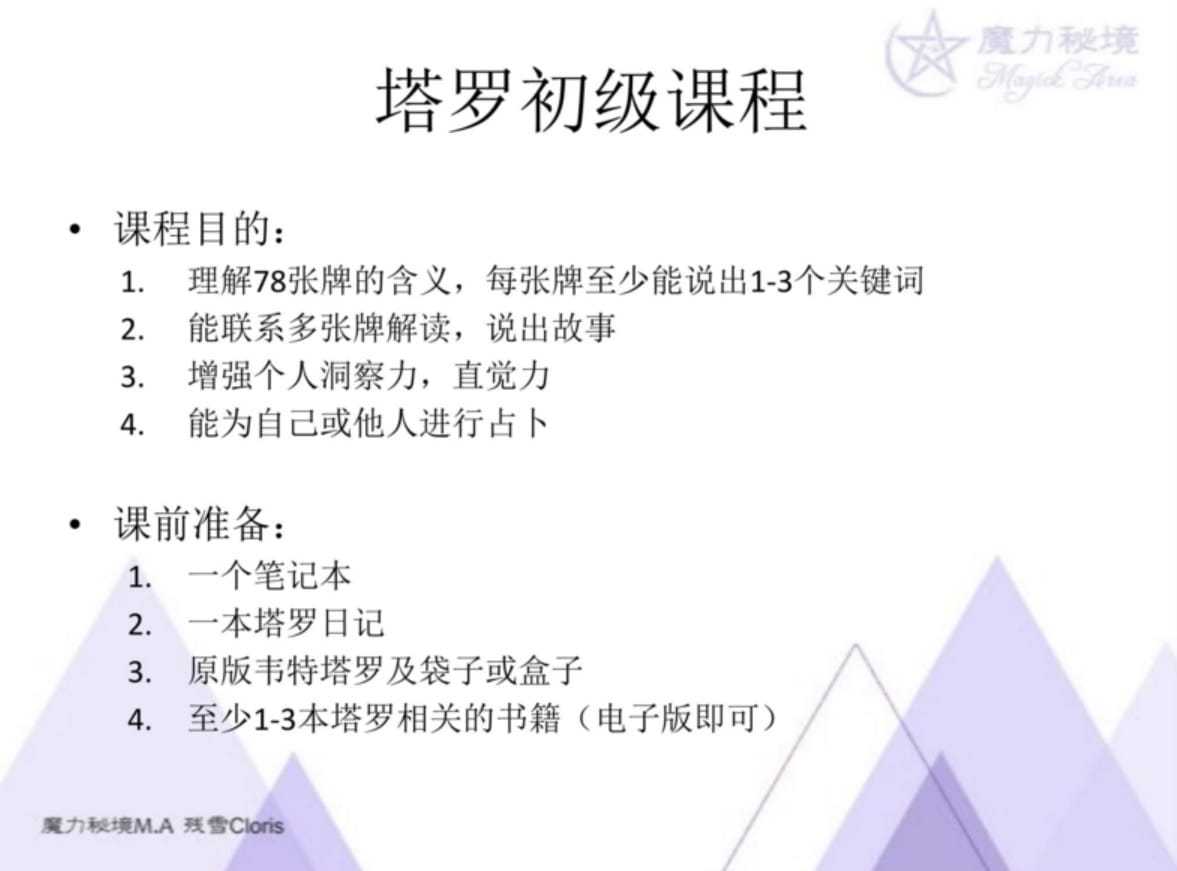 魔力秘境
Magick Area
塔罗初级课程
• 课程目的：
1. 理解78张牌的含义，每张牌至少能说出1-3个关键词
2. 能联系多张牌解读，说出故事
3. 增强个人洞察力，直觉力
4. 能为自己或他人进行占卜
• 课前准备：
1. 一个笔记本
2. 一本塔罗日记
3. 原版韦特塔罗及袋子或盒子
4. 至少1-3本塔罗相关的书籍（电子版即可）
魔力秘境M.A 残雪Cloris